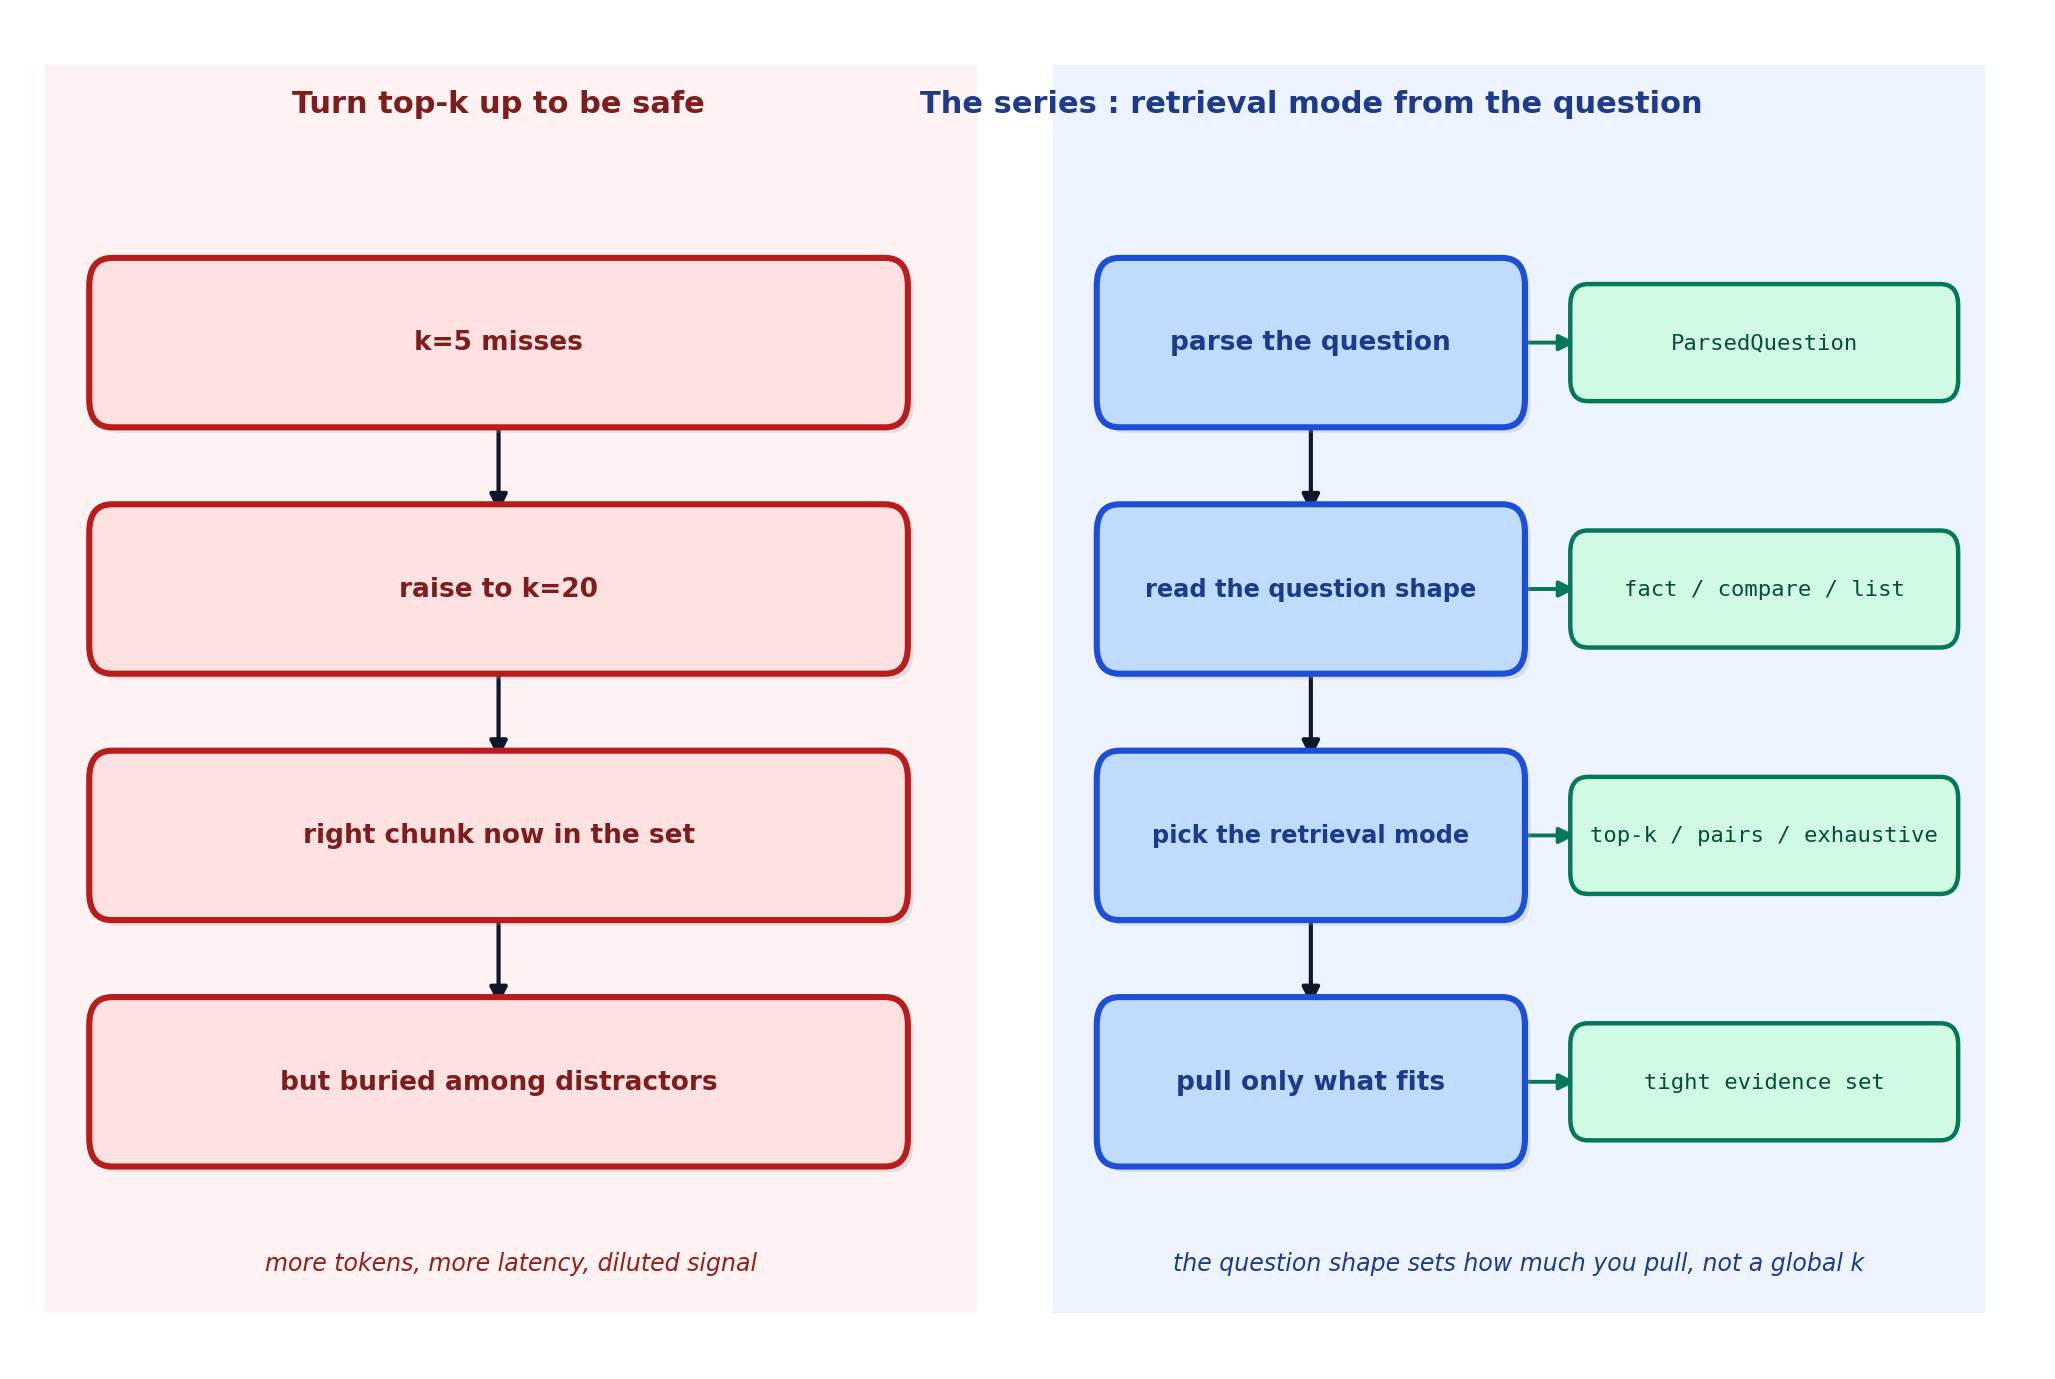 Turn top-k up to be safe
k=5 misses
raise to k=20
right chunk now in the set
but buried among distractors
more tokens, more latency, diluted signal
The series : retrieval mode from the question
parse the question
ParsedQuestion
read the question shape
fact / compare / list
pick the retrieval mode
top-k / pairs / exhaustive
pull only what fits
tight evidence set
the question shape sets how much you pull, not a global k